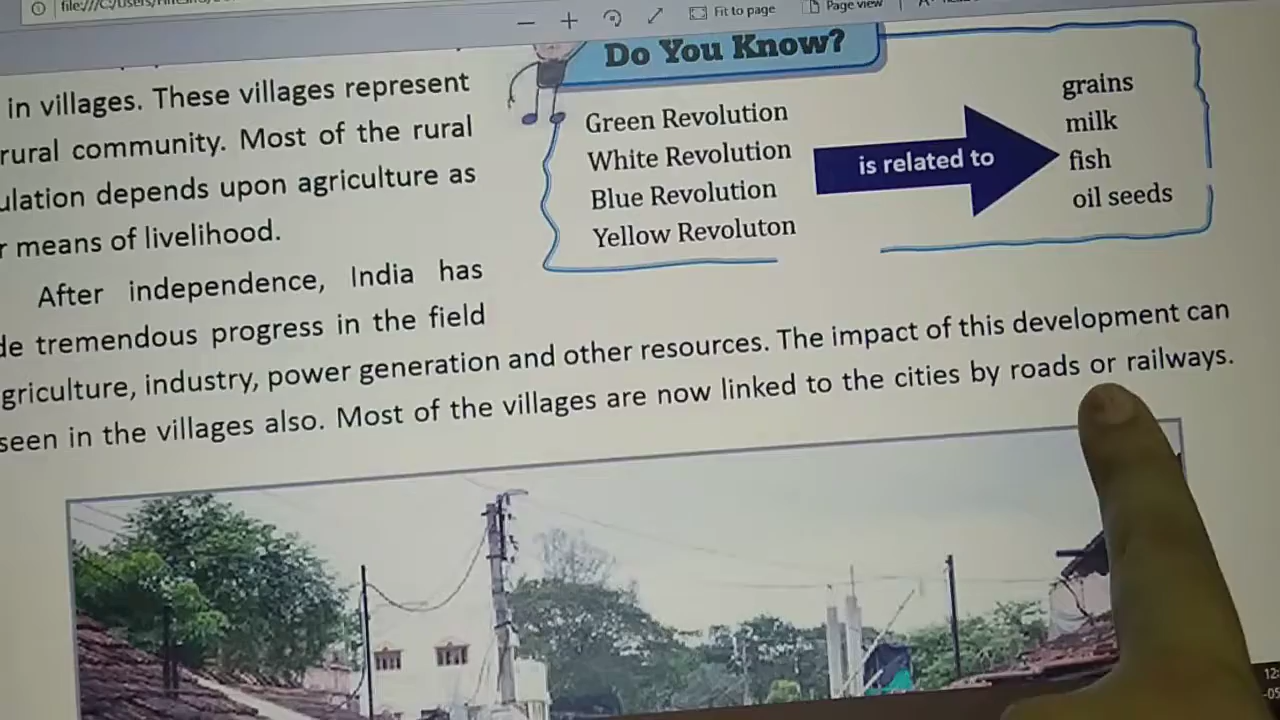 file:///C:/Users/
Fit to page
Page view
in villages. These villages represent
rural community. Most of the rural
ulation depends upon agriculture as
r means of livelihood.
After independence, India has
de tremendous progress in the field
griculture, industry, power generation and other resources. The impact of this development can
seen in the villages also. Most of the villages are now linked to the cities by roads or railways.
Do You Know?
Green Revolution
White Revolution
Blue Revolution
Yellow Revoluton
is related to
grains
milk
fish
oil seeds